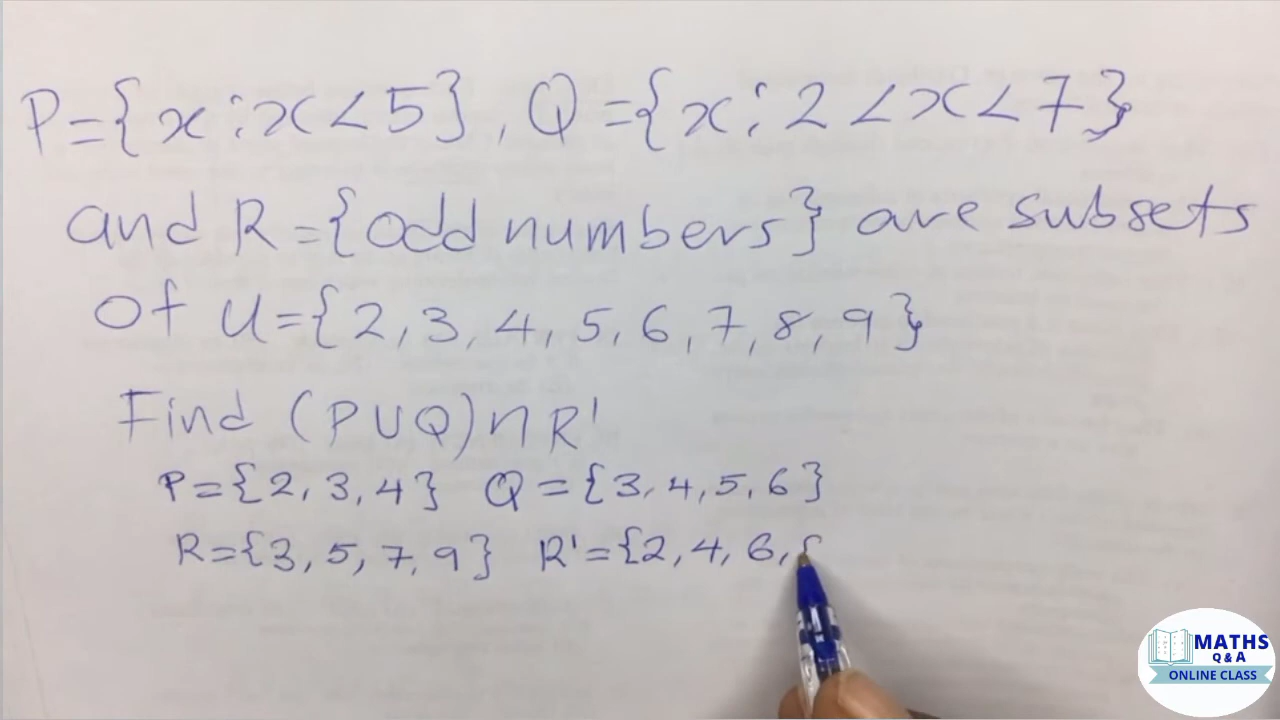 P={x:x<5}, Q={x:2<x<7}
and R={odd numbers} are subsets
of U={2,3,4,5,6,7,8,9}
Find (PUQ)∩R'
P={2,3,4} Q={3,4,5,6}
R={3,5,7,9} R'={2,4,6,
MATHS
Q & A
ONLINE CLASS